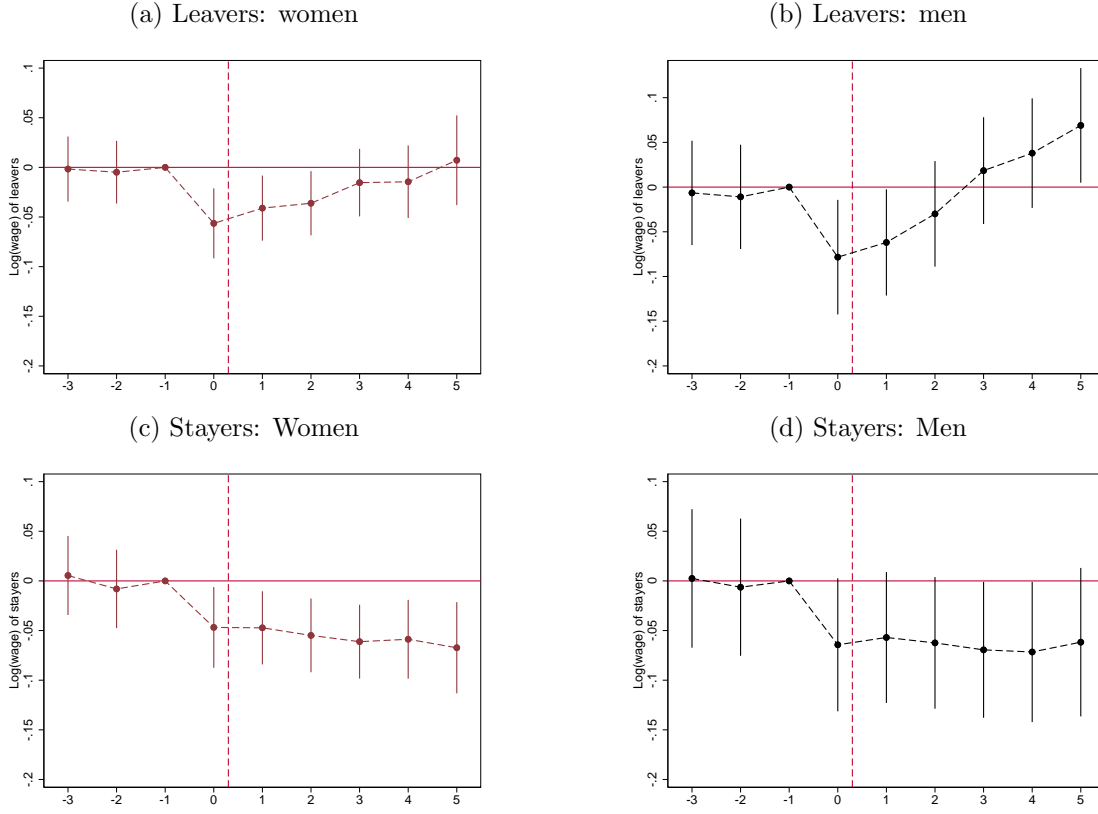 (a) Leavers: women
Log(wage) of leavers
.1
.05
0
-.05
-.1
-.15
-.2
-3 -2 -1 0 1 2 3 4 5
(b) Leavers: men
Log(wage) of leavers
.1
.05
0
-.05
-.1
-.15
-.2
-3 -2 -1 0 1 2 3 4 5
(c) Stayers: Women
Log(wage) of stayers
.1
.05
0
-.05
-.1
-.15
-.2
-3 -2 -1 0 1 2 3 4 5
(d) Stayers: Men
Log(wage) of stayers
.1
.05
0
-.05
-.1
-.15
-.2
-3 -2 -1 0 1 2 3 4 5